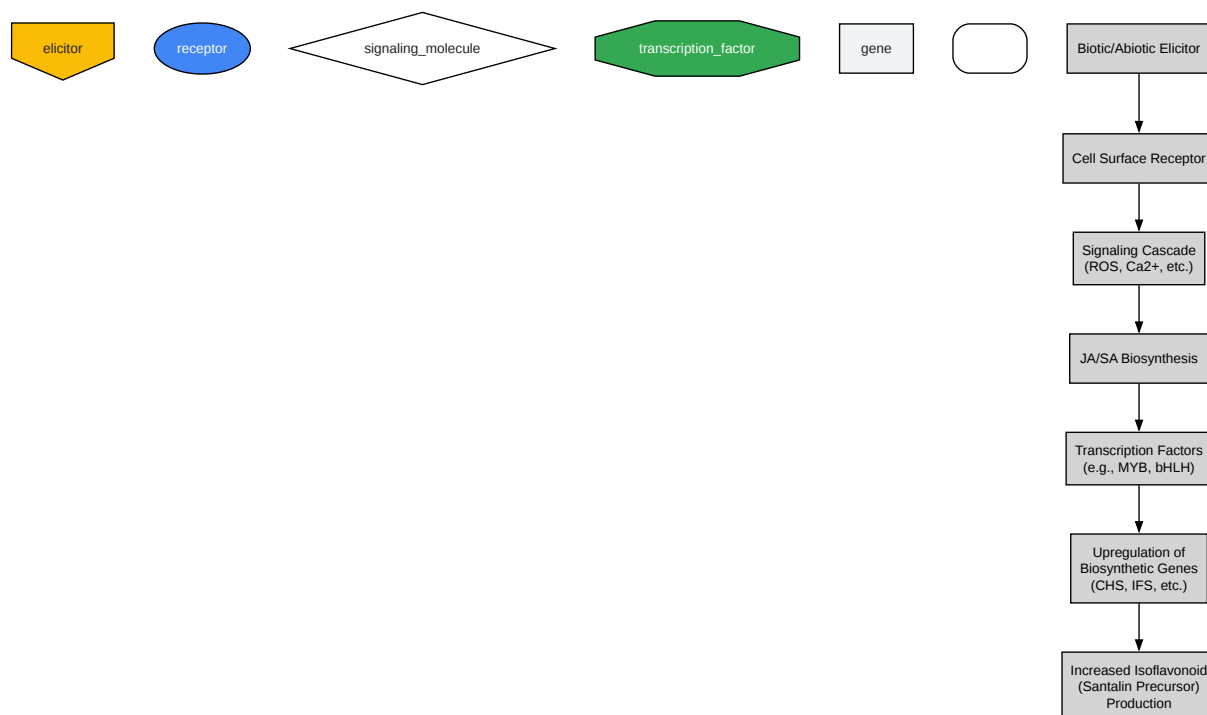 elicitor
receptor
signaling_molecule
transcription_factor
gene
Biotic/Abiotic Elicitor
Cell Surface Receptor
Signaling Cascade
(ROS, Ca2+, etc.)
JA/SA Biosynthesis
Transcription Factors
(e.g., MYB, bHLH)
Upregulation of
Biosynthetic Genes
(CHS, IFS, etc.)
Increased Isoflavonoid
(Santalin Precursor)
Production